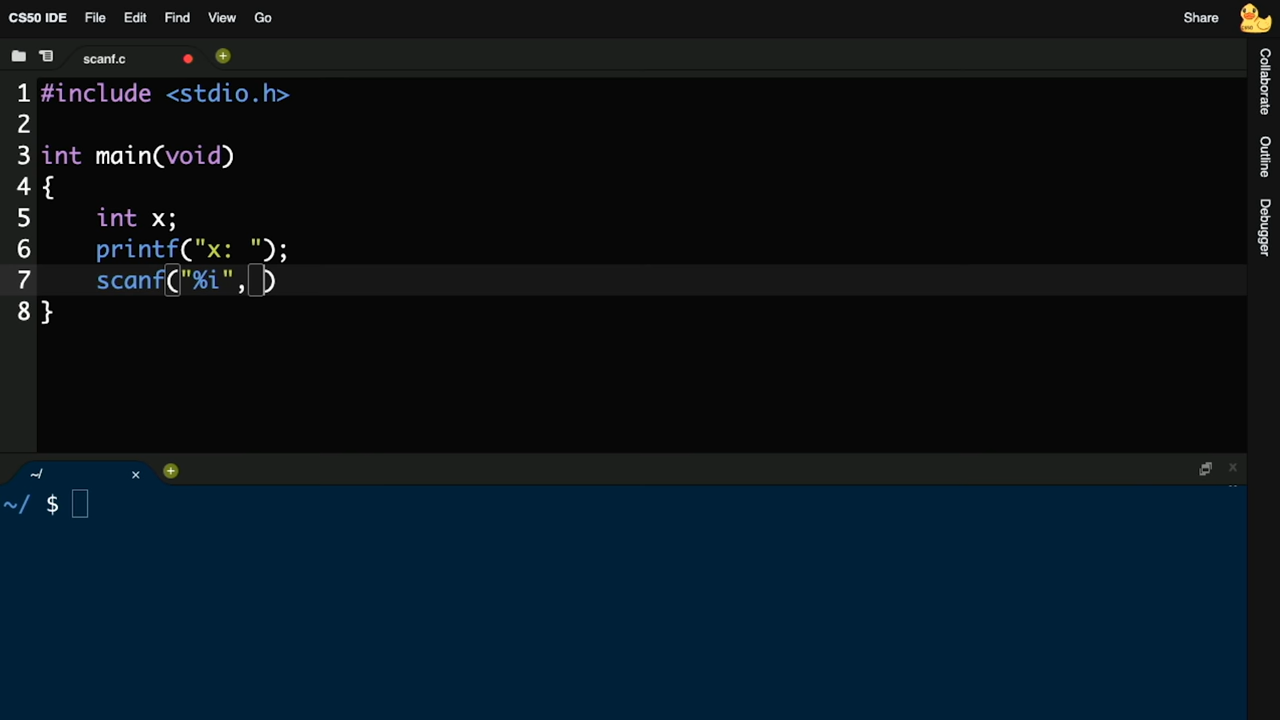 CS50 IDE File Edit Find View Go Share
scanf.c
1 #include <stdio.h>
2
3 int main(void)
4 {
5     int x;
6     printf("x: ");
7     scanf("%i", )
8 }
~/
~/ $
Collaborate
Outline
Debugger